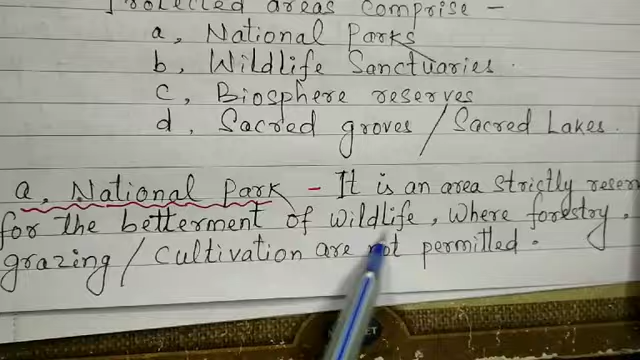 Protected areas comprise -
a, National Parks
b, Wildlife Sanctuaries.
c, Biosphere reserves
d, Sacred groves / Sacred Lakes.
a, National Park - It is an area strictly reser
for the betterment of wildlife, where forestry,
grazing / Cultivation are not permitted.